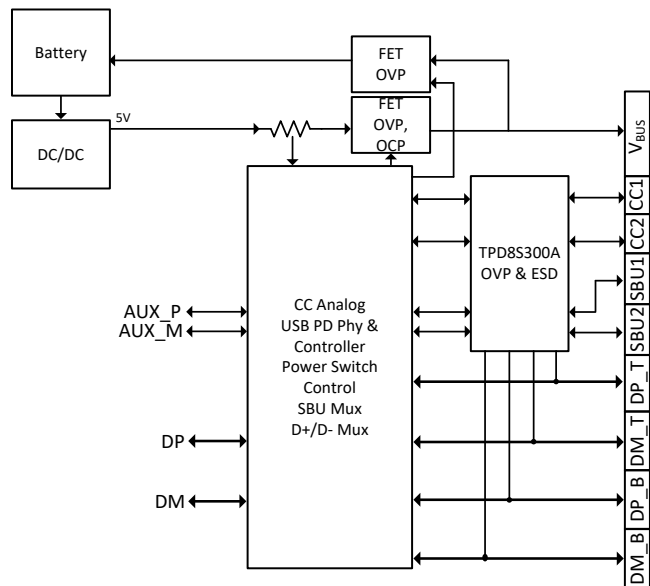 Battery
DC/DC
5V
FET
OVP
FET
OVP,
OCP
VBUS
CC1
CC2
SBU1
SBU2
DP_T
DM_T
DP_B
DM_B
TPD8S300A
OVP & ESD
CC Analog
USB PD Phy &
Controller
Power Switch
Control
SBU Mux
D+/D- Mux
AUX_P
AUX_M
DP
DM